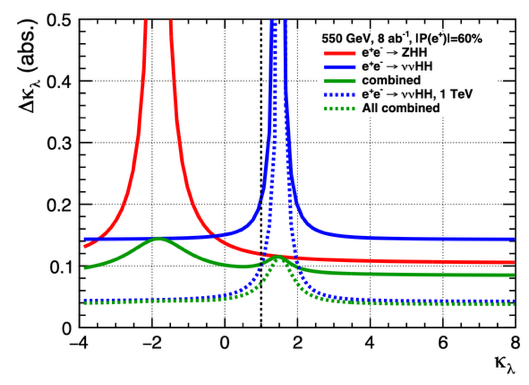 550 GeV, 8 ab⁻¹, |P(e⁺)|=60%
e⁺e⁻ → ZHH
e⁺e⁻ → ννHH
combined
e⁺e⁻ → ννHH, 1 TeV
All combined
Δκ_λ (abs.)
0.5
0.4
0.3
0.2
0.1
0
−4 −2 0 2 4 6 8
κ_λ